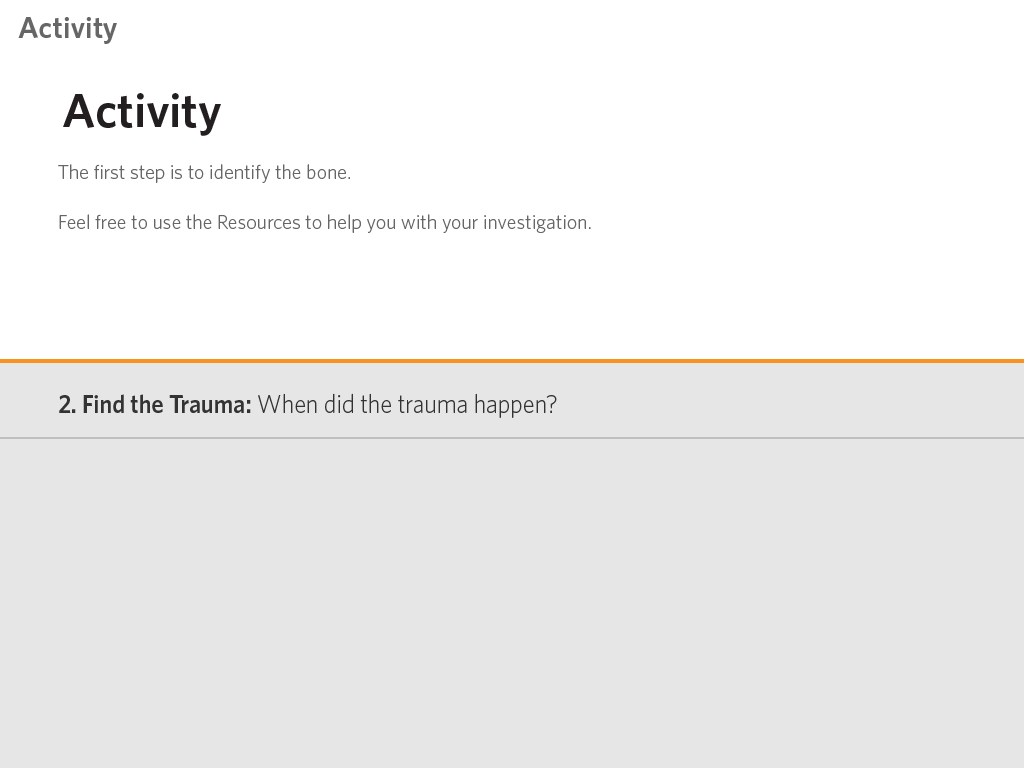 Activity
Activity
The first step is to identify the bone.
Feel free to use the Resources to help you with your investigation.
2. Find the Trauma: When did the trauma happen?